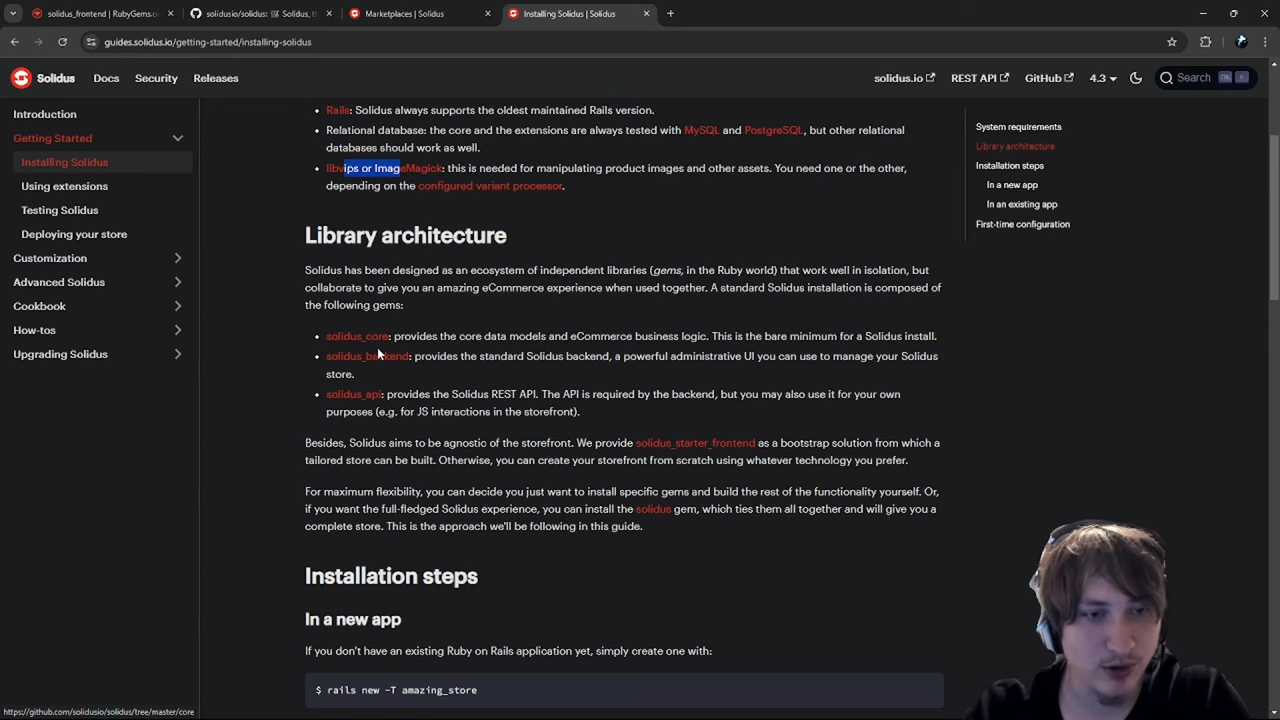 solidus_frontend | RubyGems.o
solidusio/solidus: Solidus, th
Marketplaces | Solidus
Installing Solidus | Solidus
guides.solidus.io/getting-started/installing-solidus
Solidus
Docs
Security
Releases
solidus.io
REST API
GitHub
4.3
Search
Introduction
Getting Started
Installing Solidus
Using extensions
Testing Solidus
Deploying your store
Customization
Advanced Solidus
Cookbook
How-tos
Upgrading Solidus
Rails: Solidus always supports the oldest maintained Rails version.
Relational database: the core and the extensions are always tested with MySQL and PostgreSQL, but other relational
databases should work as well.
libvips or ImageMagick: this is needed for manipulating product images and other assets. You need one or the other,
depending on the configured variant processor.
Library architecture
Solidus has been designed as an ecosystem of independent libraries (gems, in the Ruby world) that work well in isolation, but
collaborate to give you an amazing eCommerce experience when used together. A standard Solidus installation is composed of
the following gems:
solidus_core: provides the core data models and eCommerce business logic. This is the bare minimum for a Solidus install.
solidus_backend: provides the standard Solidus backend, a powerful administrative UI you can use to manage your Solidus
store.
solidus_api: provides the Solidus REST API. The API is required by the backend, but you may also use it for your own
purposes (e.g. for JS interactions in the storefront).
Besides, Solidus aims to be agnostic of the storefront. We provide solidus_starter_frontend as a bootstrap solution from which a
tailored store can be built. Otherwise, you can create your storefront from scratch using whatever technology you prefer.
For maximum flexibility, you can decide you just want to install specific gems and build the rest of the functionality yourself. Or,
if you want the full-fledged Solidus experience, you can install the solidus gem, which ties them all together and will give you a
complete store. This is the approach we'll be following in this guide.
Installation steps
In a new app
If you don't have an existing Ruby on Rails application yet, simply create one with:
$ rails new -T amazing_store
System requirements
Library architecture
Installation steps
In a new app
In an existing app
First-time configuration
https://github.com/solidusio/solidus/tree/master/core